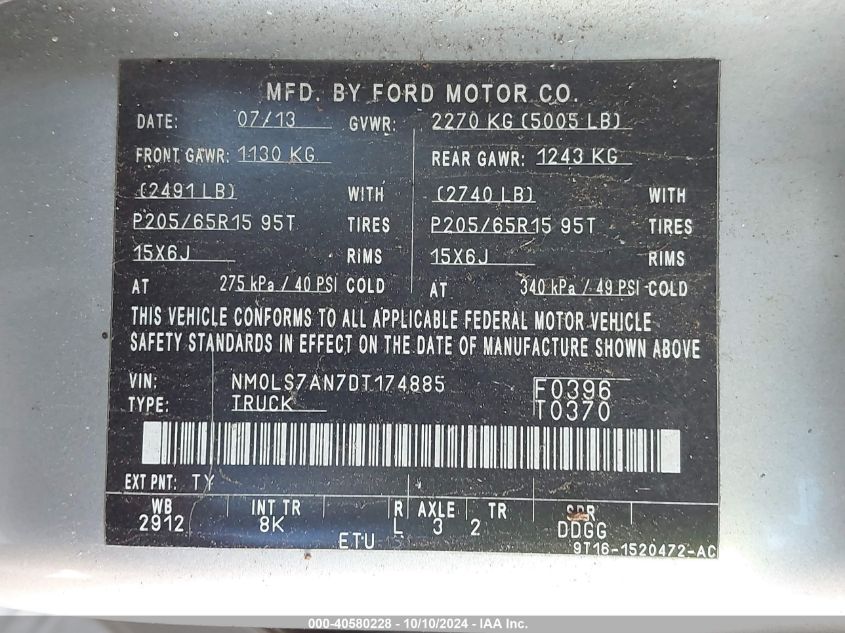 MFD. BY FORD MOTOR CO.
DATE: 07/13 GVWR: 2270 KG (5005 LB)
FRONT GAWR: 1130 KG REAR GAWR: 1243 KG
(2491 LB) WITH (2740 LB) WITH
P205/65R15 95T TIRES P205/65R15 95T TIRES
15X6J RIMS 15X6J RIMS
AT 275 kPa / 40 PSI COLD AT 340 kPa / 49 PSI COLD
THIS VEHICLE CONFORMS TO ALL APPLICABLE FEDERAL MOTOR VEHICLE
SAFETY STANDARDS IN EFFECT ON THE DATE OF MANUFACTURE SHOWN ABOVE
VIN: NM0LS7AN7DT174885 F0396
TYPE: TRUCK T0370
EXT PNT: TY
WB INT TR R AXLE TR SPR
2912 8K L 3 2 DDGG
ETU
9T16-1520472-AC
000-40580228 - 10/10/2024 - IAA Inc.